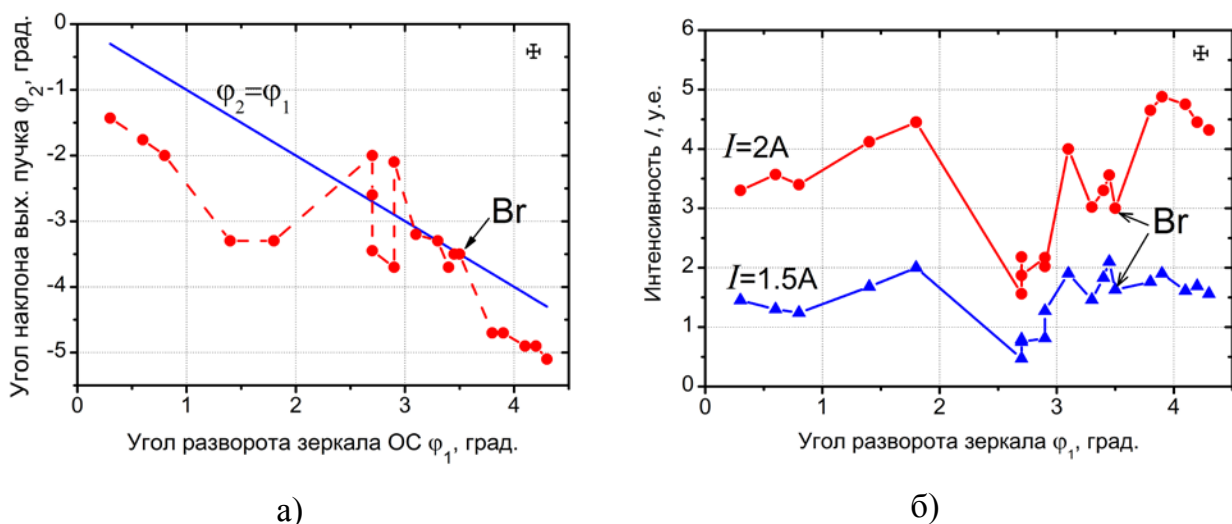 Угол наклона вых. пучка φ2, град.
0
-1
-2
-3
-4
-5
φ2=φ1
Br
0
1
2
3
4
Угол разворота зеркала ОС φ1, град.
а)
Интенсивность I, у.е.
6
5
4
3
2
1
0
I=2A
I=1.5A
Br
0
1
2
3
4
Угол разворота зеркала φ1, град.
б)